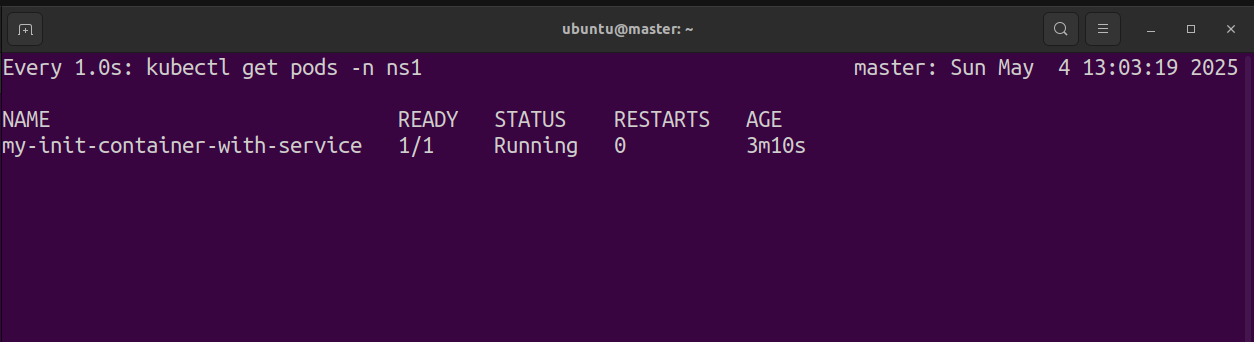 ubuntu@master: ~
Every 1.0s: kubectl get pods -n ns1 master: Sun May  4 13:03:19 2025
NAME READY STATUS RESTARTS AGE
my-init-container-with-service 1/1 Running 0 3m10s